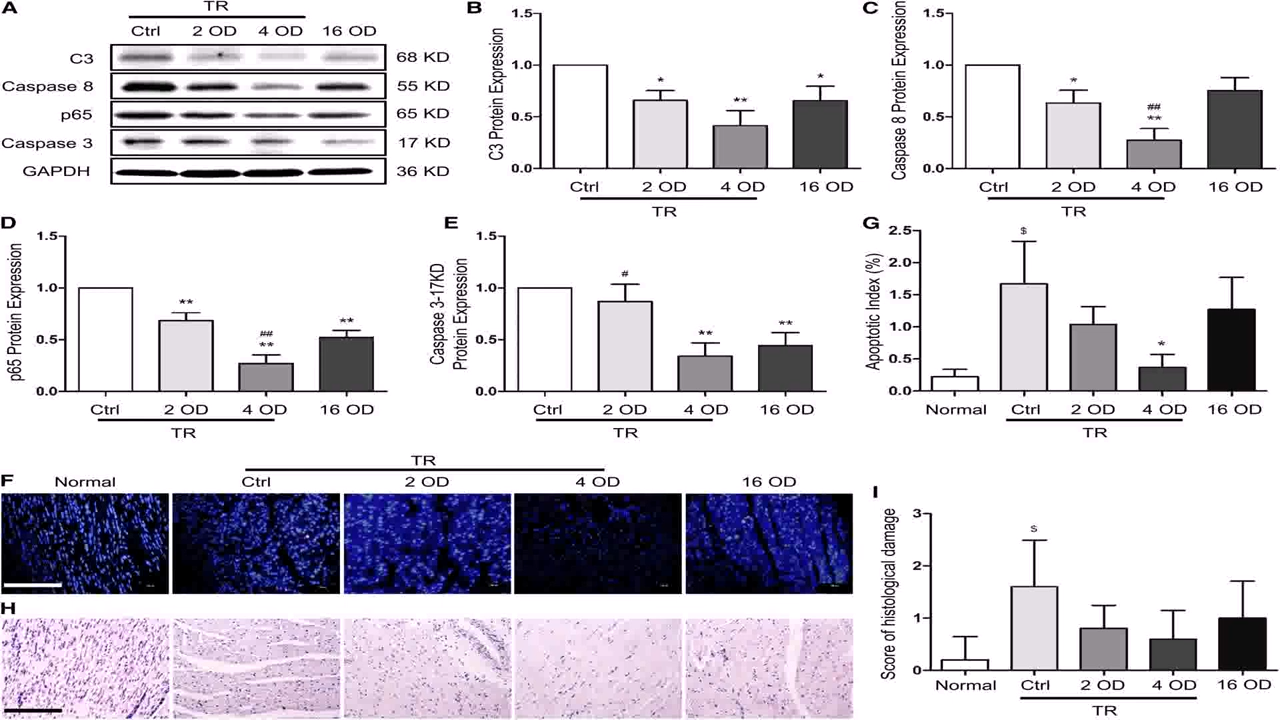 A
TR
Ctrl 2 OD 4 OD 16 OD
C3 68 KD
Caspase 8 55 KD
p65 65 KD
Caspase 3 17 KD
GAPDH 36 KD
B
C3 Protein Expression
1.5
1.0
0.5
0.0
*
**
*
Ctrl 2 OD 4 OD 16 OD
TR
C
Caspase 8 Protein Expression
1.5
1.0
0.5
0.0
*
##
**
Ctrl 2 OD 4 OD 16 OD
TR
D
p65 Protein Expression
1.5
1.0
0.5
0.0
**
##
**
**
Ctrl 2 OD 4 OD 16 OD
TR
E
Caspase 3-17KD
Protein Expression
1.5
1.0
0.5
0.0
#
**
**
Ctrl 2 OD 4 OD 16 OD
TR
G
Apoptotic Index (%)
2.5
2.0
1.5
1.0
0.5
0.0
$
*
Normal Ctrl 2 OD 4 OD 16 OD
TR
F
TR
Normal Ctrl 2 OD 4 OD 16 OD
H
I
Score of histological damage
3
2
1
0
$
Normal Ctrl 2 OD 4 OD 16 OD
TR